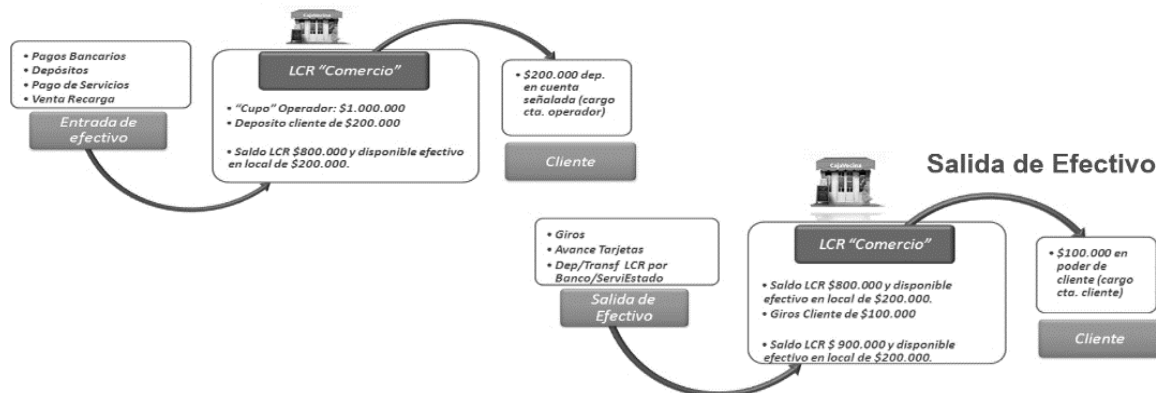 • Pagos Bancarios
• Depósitos
• Pago de Servicios
• Venta Recarga
Entrada de
efectivo
LCR "Comercio"
• "Cupo" Operador: $1.000.000
• Deposito cliente de $200.000
• Saldo LCR $800.000 y disponible efectivo
en local de $200.000.
• $200.000 dep.
en cuenta
señalada (cargo
cta. operador)
Cliente
Salida de Efectivo
CajaVecina
• Giros
• Avance Tarjetas
• Dep/Transf LCR por
Banco/ServiEstado
Salida de
Efectivo
LCR "Comercio"
• Saldo LCR $800.000 y disponible
efectivo en local de $200.000.
• Giros Cliente de $100.000
• Saldo LCR $ 900.000 y disponible
efectivo en local de $200.000.
• $100.000 en
poder de
cliente (cargo
cta. cliente)
Cliente